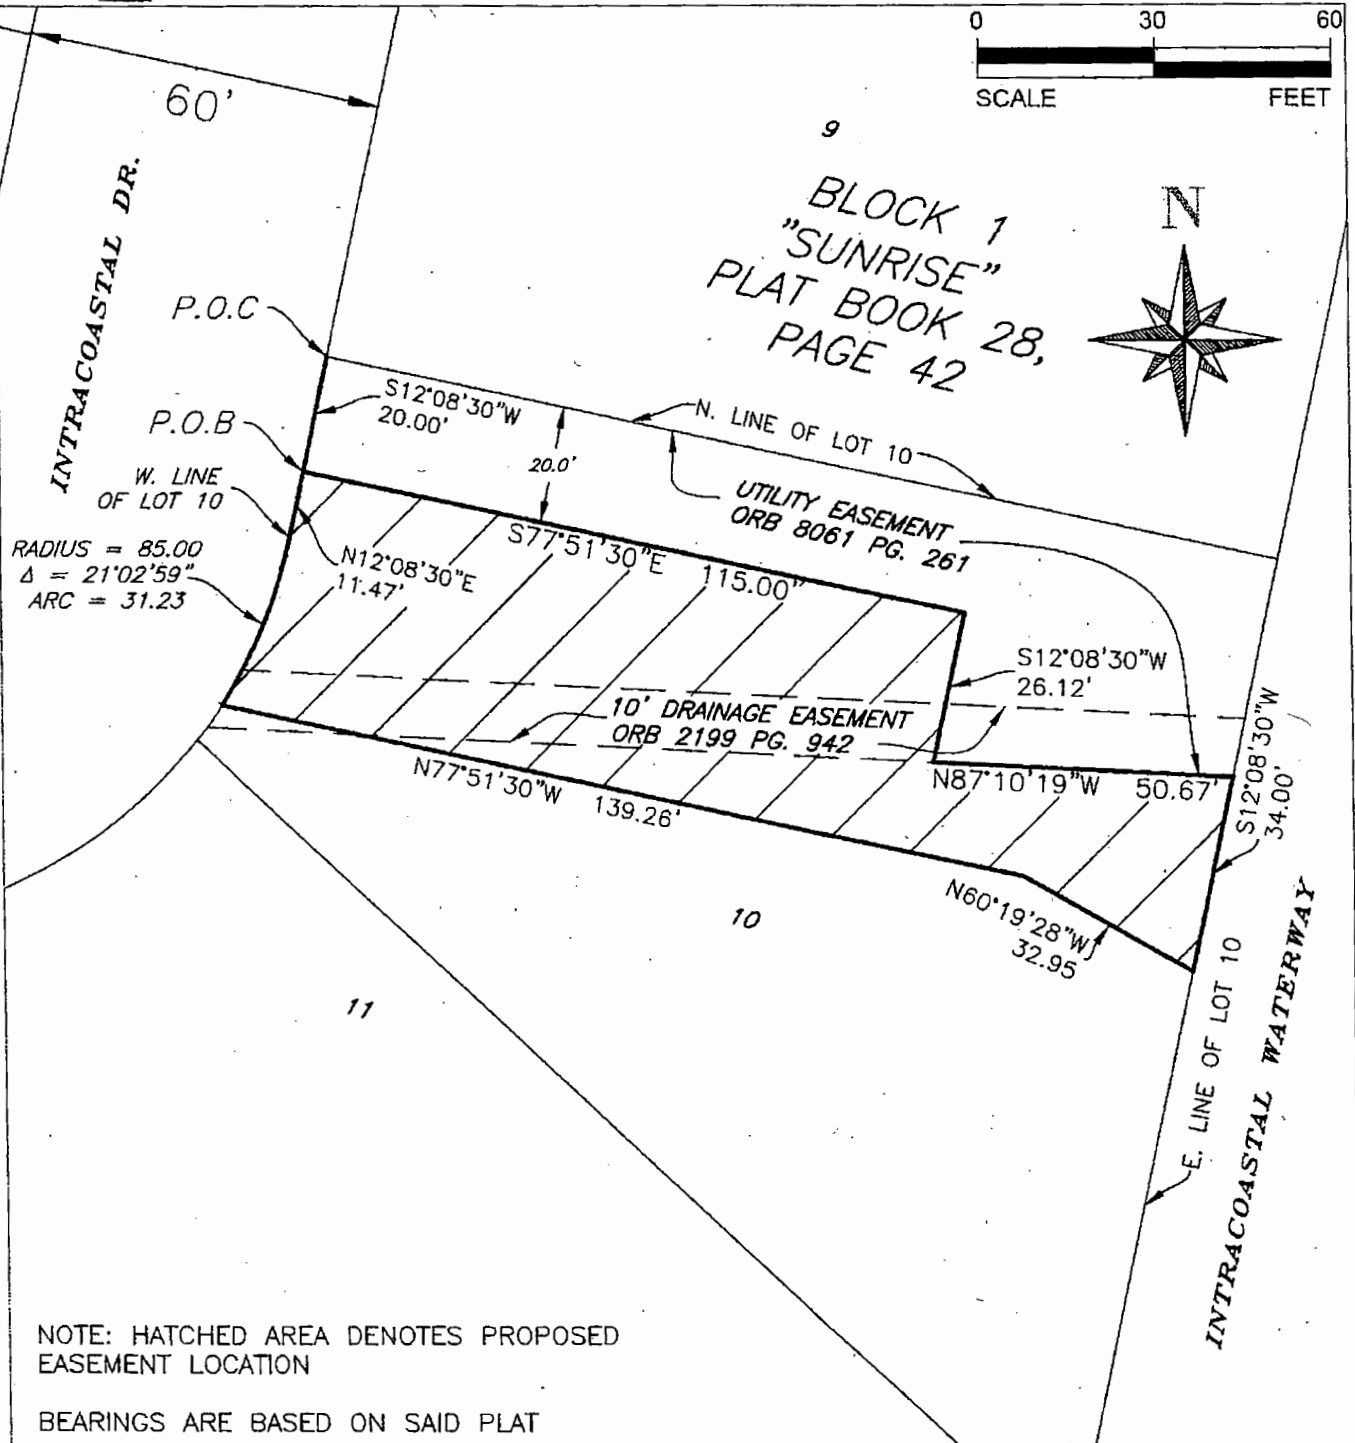 0 30 60
SCALE FEET
60'
INTRACOASTAL DR.
9
BLOCK 1
"SUNRISE"
PLAT BOOK 28,
PAGE 42
N
P.O.C
S12°08'30"W
20.00'
N. LINE OF LOT 10
P.O.B
20.0'
W. LINE
OF LOT 10
UTILITY EASEMENT
ORB 8061 PG. 261
S77°51'30"E 115.00"
RADIUS = 85.00
Δ = 21°02'59"
ARC = 31.23
N12°08'30"E
11.47'
S12°08'30"W
26.12'
10' DRAINAGE EASEMENT
ORB 2199 PG. 942
S12°08'30"W
34.00'
N87°10'19"W 50.67'
N77°51'30"W 139.26'
N60°19'28"W
32.95
10
11
E. LINE OF LOT 10
INTRACOASTAL WATERWAY
NOTE: HATCHED AREA DENOTES PROPOSED
EASEMENT LOCATION
BEARINGS ARE BASED ON SAID PLAT